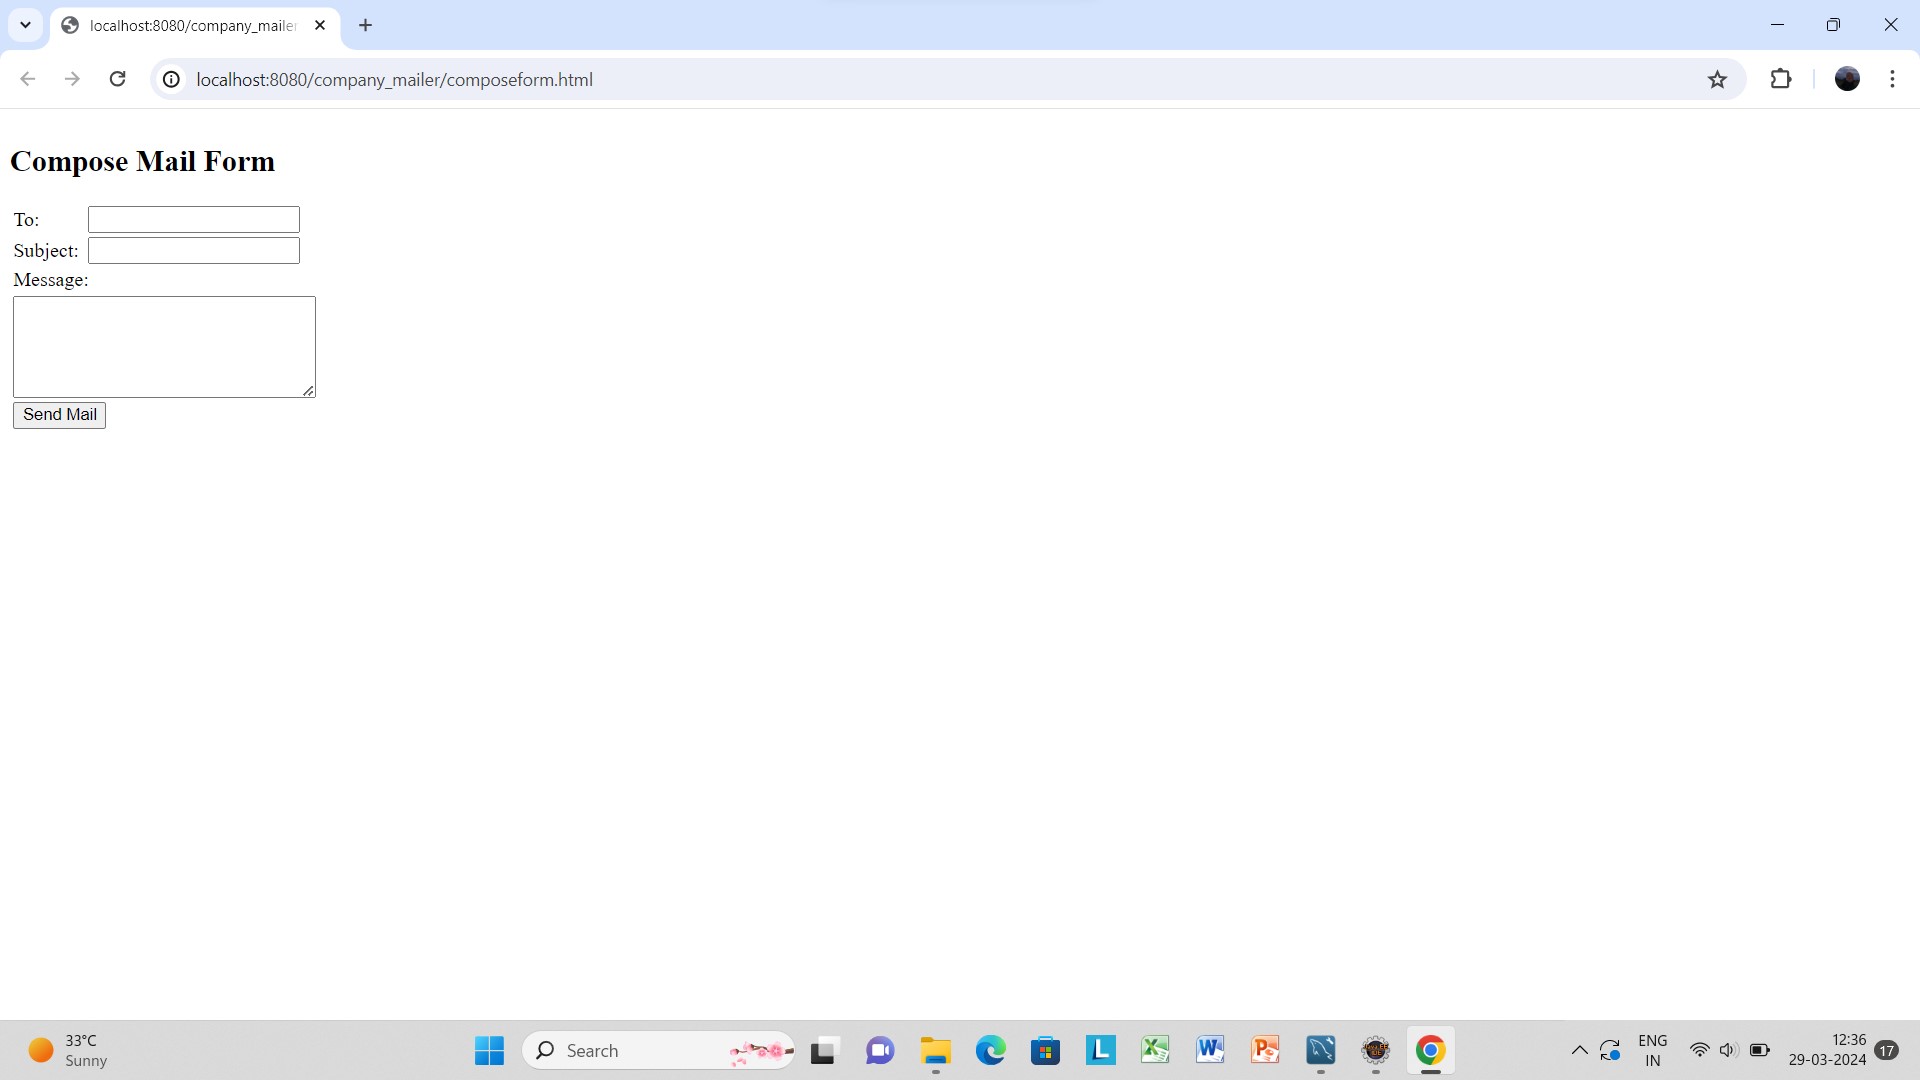 localhost:8080/company_mailer
localhost:8080/company_mailer/composeform.html
Compose Mail Form
To:
Subject:
Message:
Send Mail
33°C
Sunny
Search
ENG
IN
12:36
29-03-2024
17